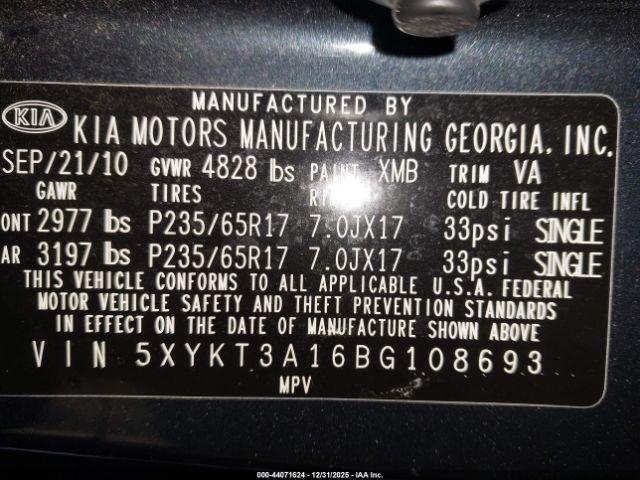 MANUFACTURED BY
KIA KIA MOTORS MANUFACTURING GEORGIA, INC.
SEP/21/10 GVWR 4828 lbs PAINT XMB TRIM VA
GAWR TIRES COLD TIRE INFL
ONT 2977 lbs P235/65R17 7.0JX17 33psi SINGLE
AR 3197 lbs P235/65R17 7.0JX17 33psi SINGLE
THIS VEHICLE CONFORMS TO ALL APPLICABLE U.S.A. FEDERAL
MOTOR VEHICLE SAFETY AND THEFT PREVENTION STANDARDS
IN EFFECT ON THE DATE OF MANUFACTURE SHOWN ABOVE
VIN 5XYKT3A16BG108693
MPV
000-44071624 - 12/31/2025 - IAA Inc.